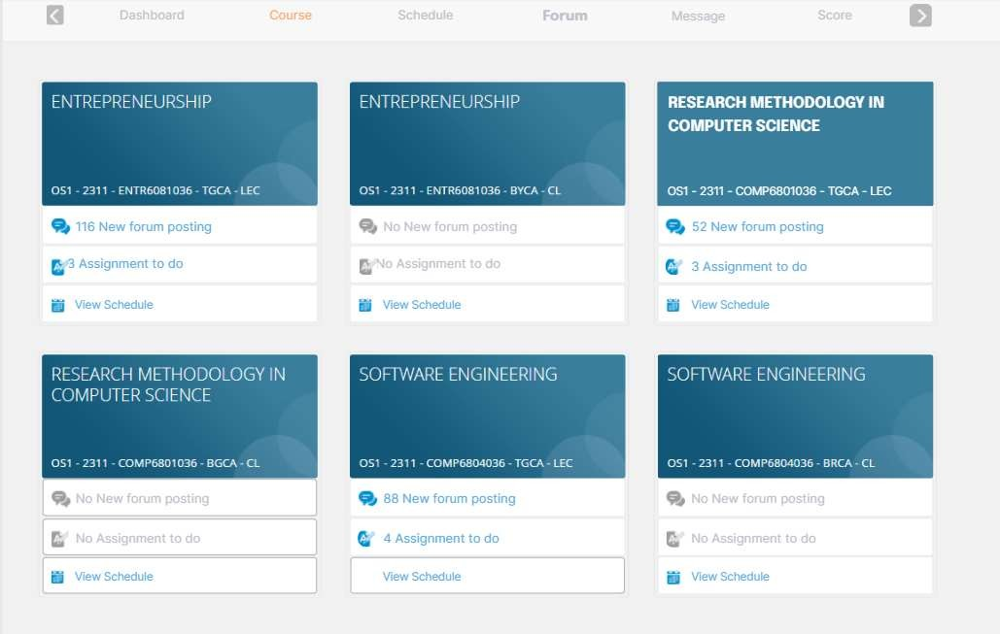 Dashboard Course Schedule Forum Message Score
ENTREPRENEURSHIP
OS1 - 2311 - ENTR6081036 - TGCA - LEC
116 New forum posting
3 Assignment to do
View Schedule
ENTREPRENEURSHIP
OS1 - 2311 - ENTR6081036 - BYCA - CL
No New forum posting
No Assignment to do
View Schedule
RESEARCH METHODOLOGY IN
COMPUTER SCIENCE
OS1 - 2311 - COMP6801036 - TGCA - LEC
52 New forum posting
3 Assignment to do
View Schedule
RESEARCH METHODOLOGY IN
COMPUTER SCIENCE
OS1 - 2311 - COMP6801036 - BGCA - CL
No New forum posting
No Assignment to do
View Schedule
SOFTWARE ENGINEERING
OS1 - 2311 - COMP6804036 - TGCA - LEC
88 New forum posting
4 Assignment to do
View Schedule
SOFTWARE ENGINEERING
OS1 - 2311 - COMP6804036 - BRCA - CL
No New forum posting
No Assignment to do
View Schedule